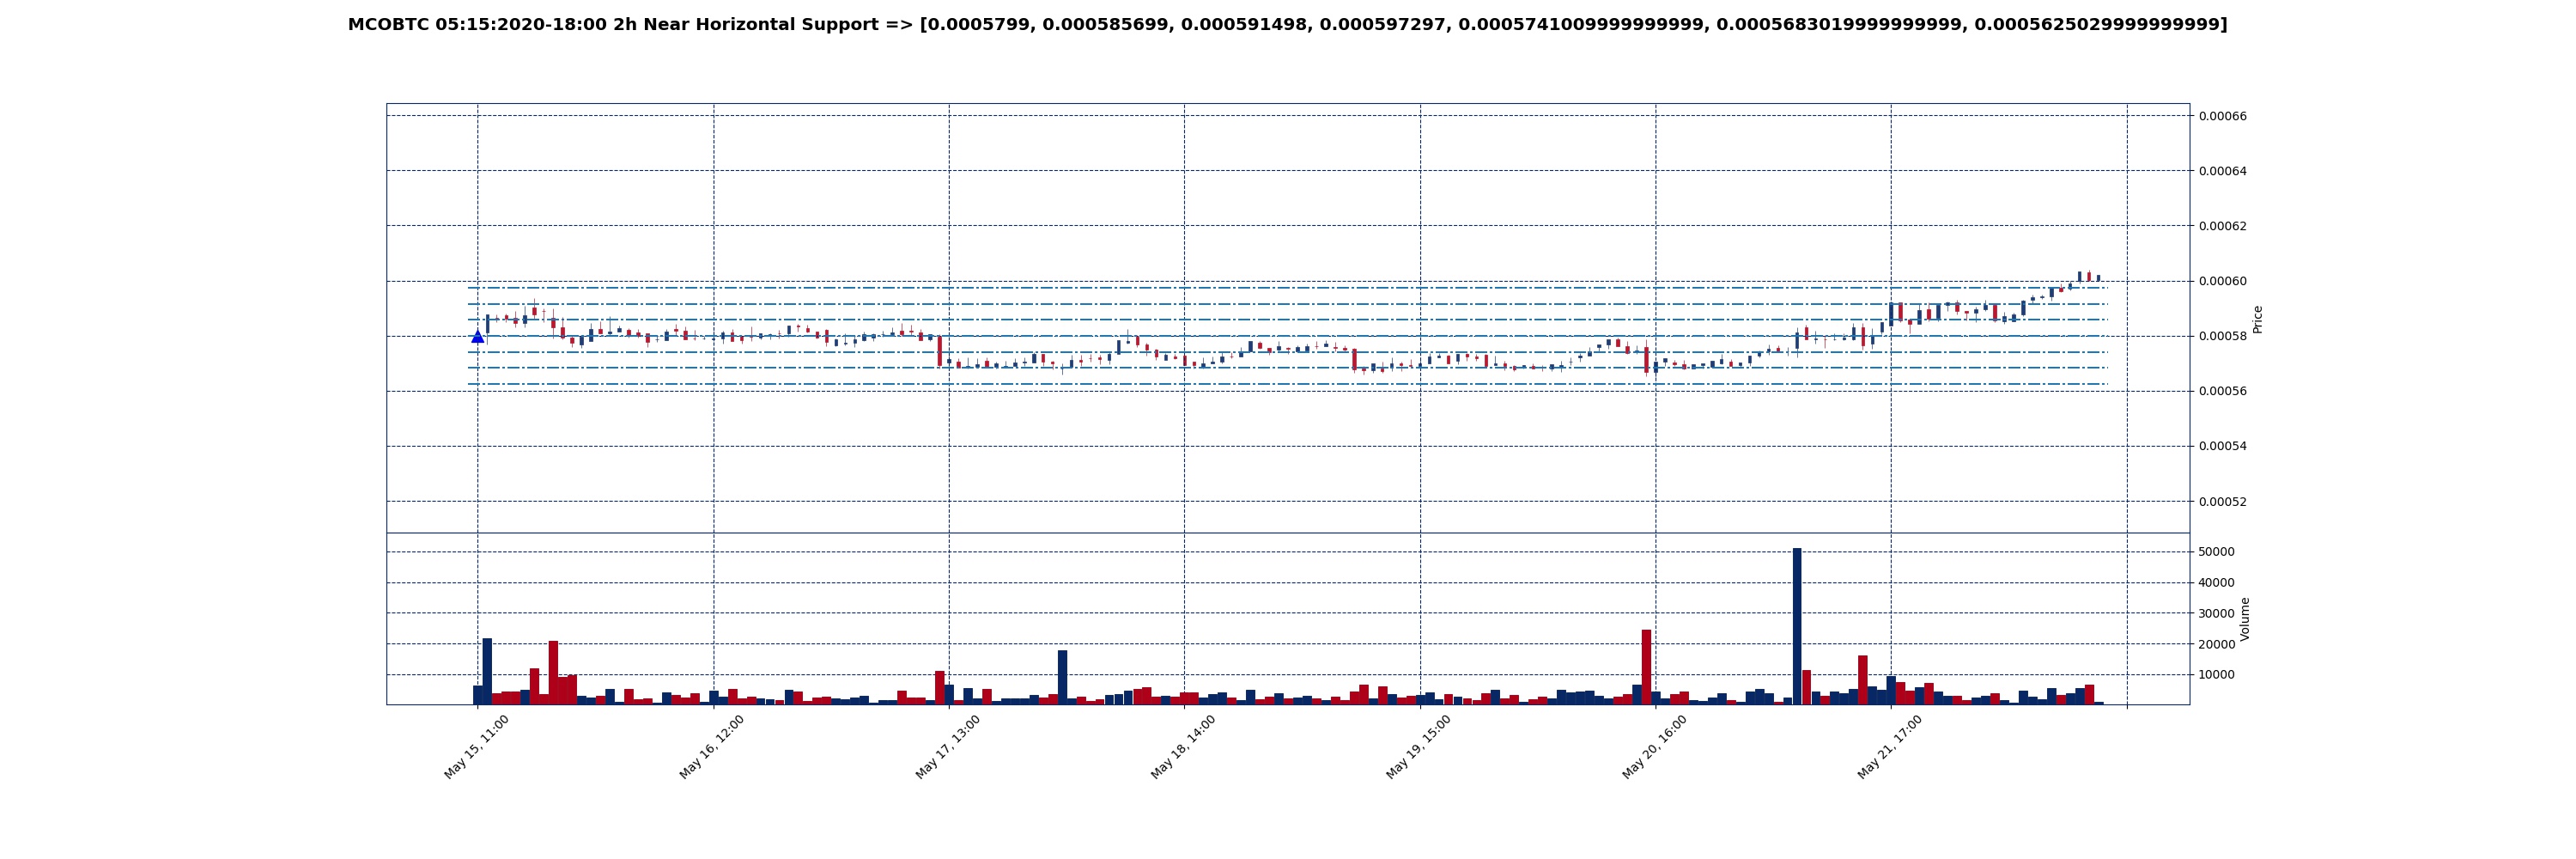 MCOBTC 05:15:2020-18:00 2h Near Horizontal Support => [0.0005799, 0.000585699, 0.000591498, 0.000597297, 0.0005741009999999999, 0.0005683019999999999, 0.0005625029999999999]
0.00066
0.00064
0.00062
0.00060
0.00058
0.00056
0.00054
0.00052
Price
50000
40000
30000
20000
10000
Volume
May 15, 11:00
May 16, 12:00
May 17, 13:00
May 18, 14:00
May 19, 15:00
May 20, 16:00
May 21, 17:00